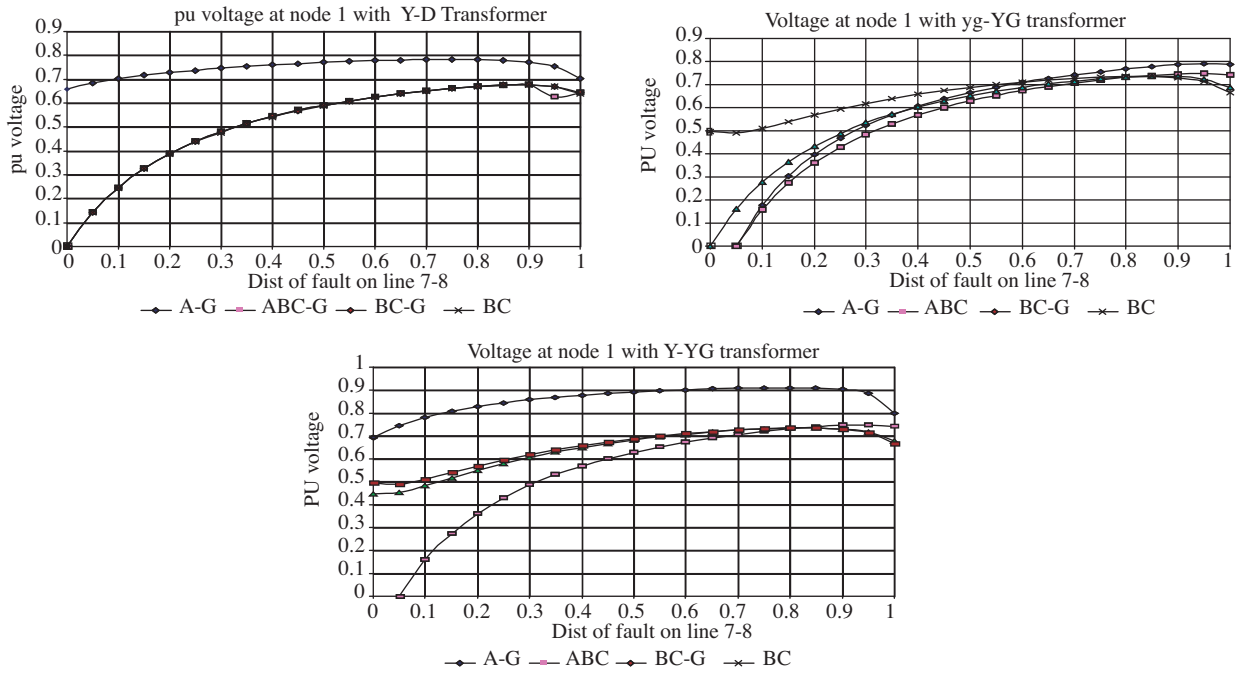 pu voltage at node 1 with Y-D Transformer
0.9
0.8
0.7
0.6
0.5
0.4
0.3
0.2
0.1
0
pu voltage
0 0.1 0.2 0.3 0.4 0.5 0.6 0.7 0.8 0.9 1
Dist of fault on line 7-8
A-G ABC-G BC-G BC
Voltage at node 1 with yg-YG transformer
0.9
0.8
0.7
0.6
0.5
0.4
0.3
0.2
0.1
0
PU voltage
0 0.1 0.2 0.3 0.4 0.5 0.6 0.7 0.8 0.9 1
Dist of fault on line 7-8
A-G ABC BC-G BC
Voltage at node 1 with Y-YG transformer
1
0.9
0.8
0.7
0.6
0.5
0.4
0.3
0.2
0.1
0
PU voltage
0 0.1 0.2 0.3 0.4 0.5 0.6 0.7 0.8 0.9 1
Dist of fault on line 7-8
A-G ABC BC-G BC